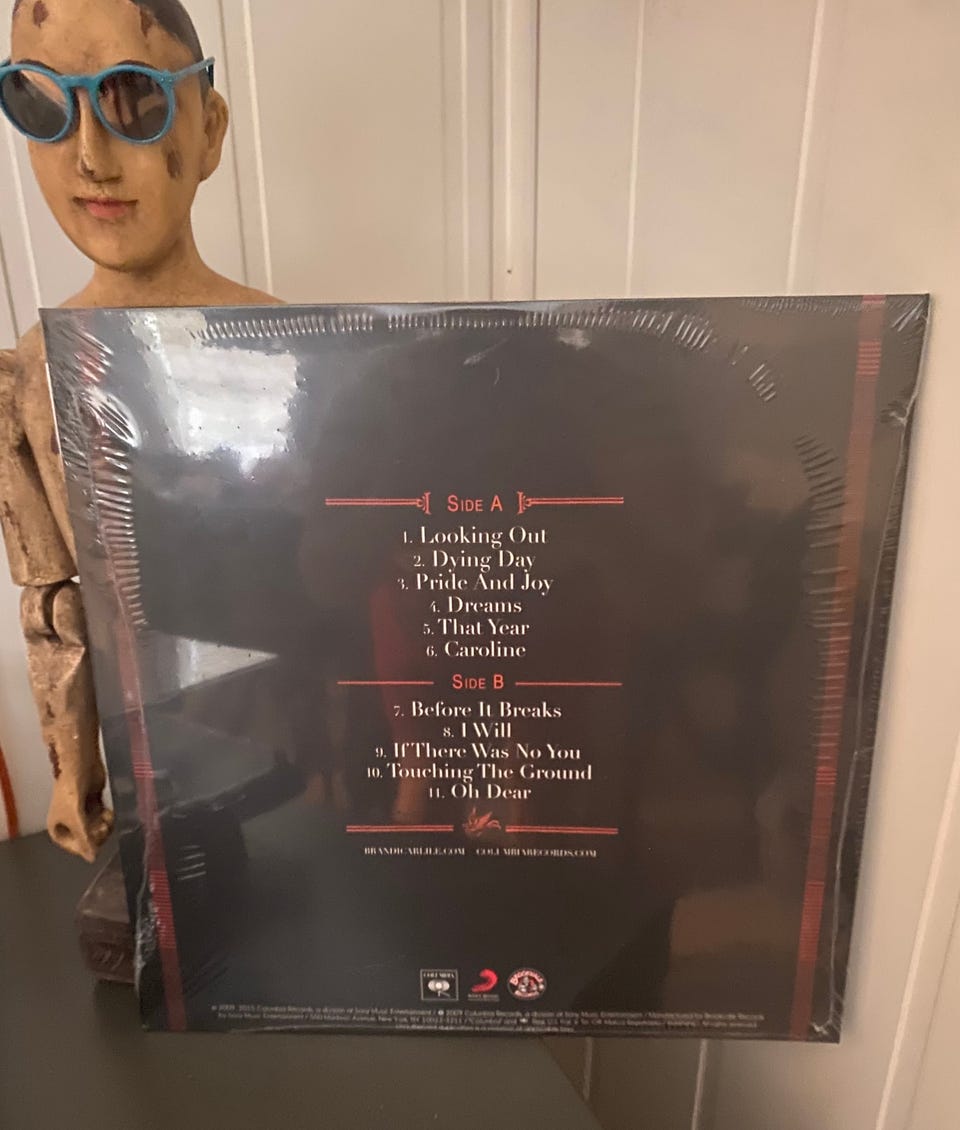 SIDE A
1. Looking Out
2. Dying Day
3. Pride And Joy
4. Dreams
5. That Year
6. Caroline
SIDE B
7. Before It Breaks
8. I Will
9. If There Was No You
10. Touching The Ground
11. Oh Dear
BRANDICARLILE.COM COLUMBIARECORDS.COM
COLUMBIA